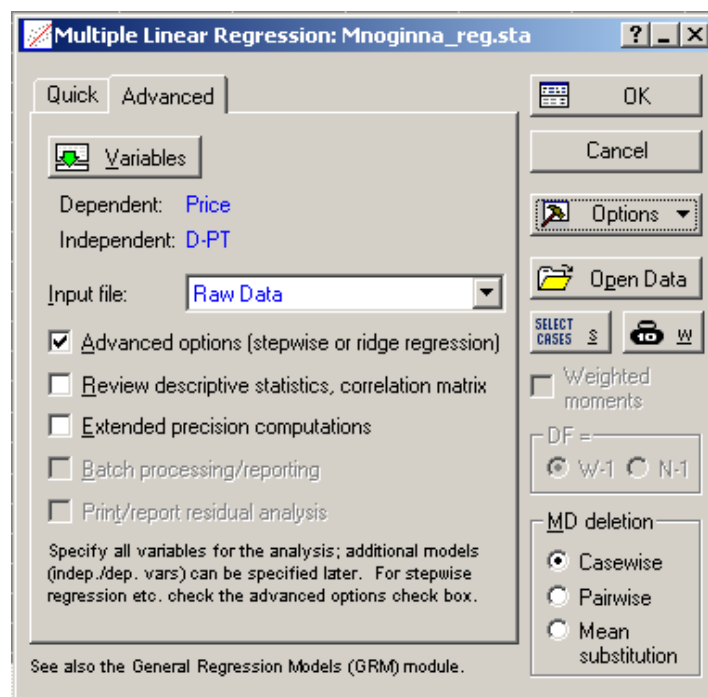 Multiple Linear Regression: Mnoginna_reg.sta
Quick
Advanced
Variables
Dependent: Price
Independent: D-PT
Input file: Raw Data
Advanced options (stepwise or ridge regression)
Review descriptive statistics, correlation matrix
Extended precision computations
Batch processing/reporting
Print/report residual analysis
Specify all variables for the analysis; additional models
(indep./dep. vars) can be specified later. For stepwise
regression etc. check the advanced options check box.
See also the General Regression Models (GRM) module.
OK
Cancel
Options
Open Data
SELECT
CASES S
W
Weighted
moments
DF =
W-1 N-1
MD deletion
Casewise
Pairwise
Mean
substitution